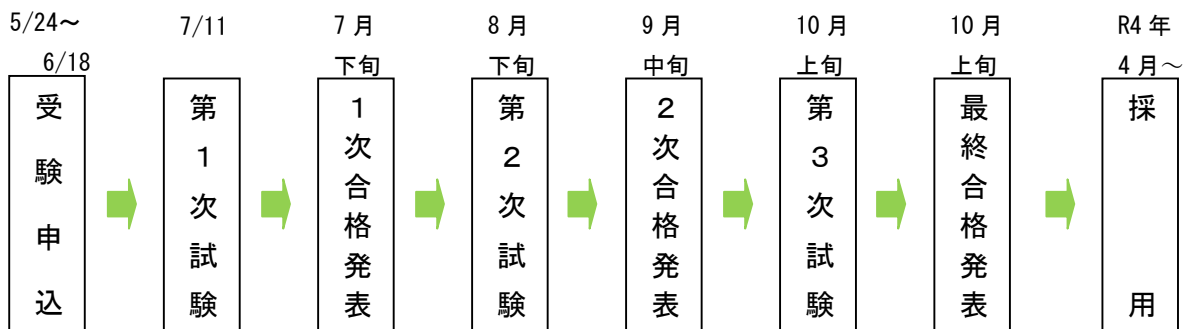 5/24～
6/18
受験申込
7/11
第1次試験
7月
下旬
1次合格発表
8月
下旬
第2次試験
9月
中旬
2次合格発表
10月
上旬
第3次試験
10月
上旬
最終合格発表
R4年
4月～
採用